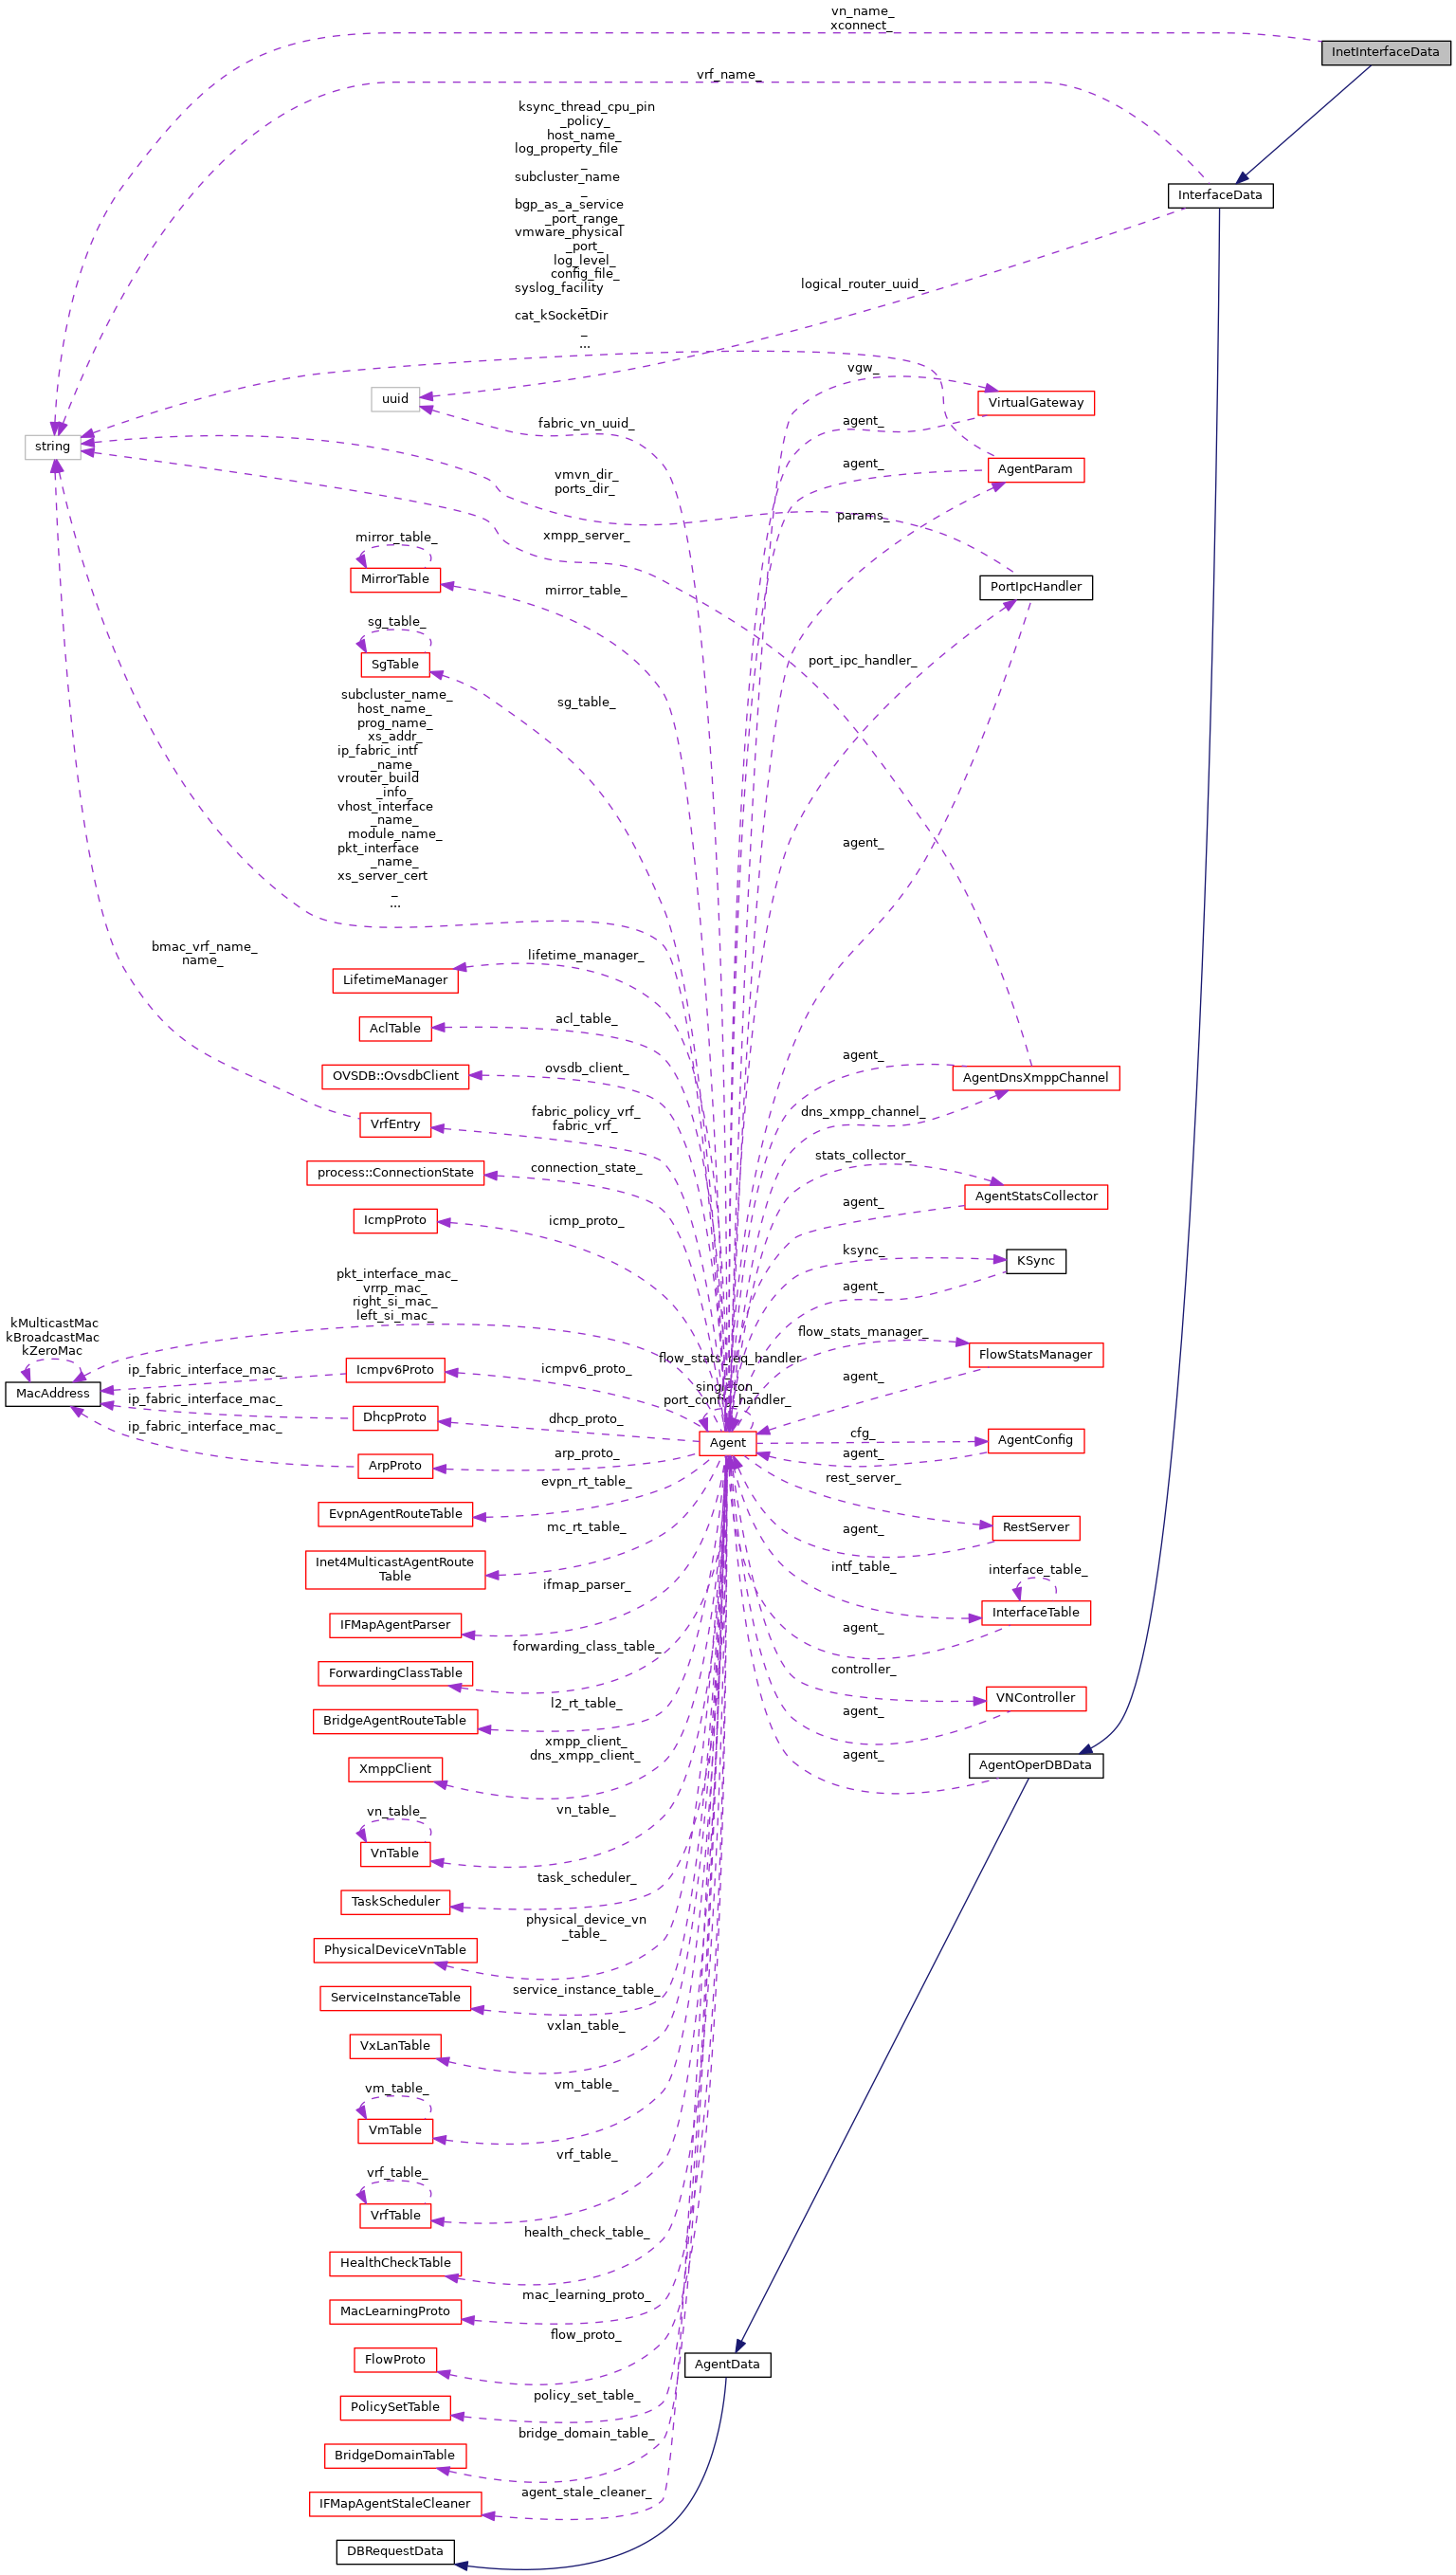 vn_name_
xconnect_
InetInterfaceData
vrf_name_
ksync_thread_cpu_pin
_policy_
host_name_
log_property_file
_
subcluster_name
_
bgp_as_a_service
_port_range_
vmware_physical
_port_
log_level_
config_file_
syslog_facility
_
cat_kSocketDir
_
...
InterfaceData
logical_router_uuid_
uuid
vgw_
VirtualGateway
fabric_vn_uuid_
agent_
string
agent_
AgentParam
vmvn_dir_
ports_dir_
params_
xmpp_server_
mirror_table_
MirrorTable
mirror_table_
PortIpcHandler
sg_table_
SgTable
sg_table_
port_ipc_handler_
subcluster_name_
host_name_
prog_name_
xs_addr_
ip_fabric_intf
_name_
vrouter_build
_info_
vhost_interface
_name_
module_name_
pkt_interface
_name_
xs_server_cert
_
...
agent_
bmac_vrf_name_
name_
lifetime_manager_
LifetimeManager
acl_table_
AclTable
agent_
AgentDnsXmppChannel
ovsdb_client_
OVSDB::OvsdbClient
fabric_policy_vrf_
fabric_vrf_
VrfEntry
dns_xmpp_channel_
connection_state_
process::ConnectionState
stats_collector_
AgentStatsCollector
agent_
icmp_proto_
IcmpProto
ksync_
KSync
agent_
pkt_interface_mac_
vrrp_mac_
right_si_mac_
left_si_mac_
kMulticastMac
kBroadcastMac
kZeroMac
MacAddress
ip_fabric_interface_mac_
Icmpv6Proto
icmpv6_proto_
flow_stats_manager_
FlowStatsManager
flow_stats_req_handler
_
singleton_
port_config_handler_
agent_
ip_fabric_interface_mac_
DhcpProto
dhcp_proto_
ip_fabric_interface_mac_
ArpProto
arp_proto_
Agent
cfg_
AgentConfig
agent_
evpn_rt_table_
EvpnAgentRouteTable
rest_server_
RestServer
agent_
mc_rt_table_
Inet4MulticastAgentRoute
Table
intf_table_
interface_table_
InterfaceTable
agent_
ifmap_parser_
IFMapAgentParser
forwarding_class_table_
ForwardingClassTable
controller_
VNController
agent_
l2_rt_table_
BridgeAgentRouteTable
xmpp_client_
dns_xmpp_client_
XmppClient
agent_
AgentOperDBData
vn_table_
VnTable
vn_table_
task_scheduler_
TaskScheduler
physical_device_vn
_table_
PhysicalDeviceVnTable
service_instance_table_
ServiceInstanceTable
vxlan_table_
VxLanTable
vm_table_
VmTable
vm_table_
vrf_table_
VrfTable
vrf_table_
health_check_table_
HealthCheckTable
mac_learning_proto_
MacLearningProto
flow_proto_
FlowProto
AgentData
policy_set_table_
PolicySetTable
bridge_domain_table_
BridgeDomainTable
agent_stale_cleaner_
IFMapAgentStaleCleaner
DBRequestData